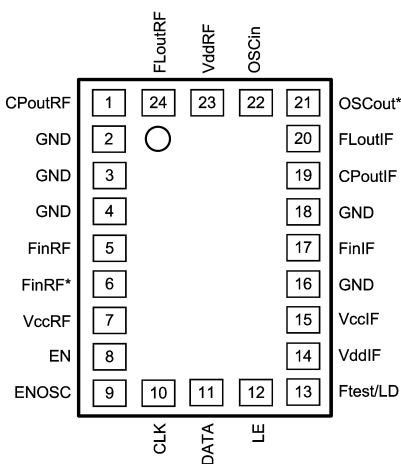 FLoutRF VddRF OSCin
CPoutRF 1 24 23 22 21 OSCout*
GND 2 20 FLoutIF
GND 3 19 CPoutIF
GND 4 18 GND
FinRF 5 17 FinIF
FinRF* 6 16 GND
VccRF 7 15 VccIF
EN 8 14 VddIF
ENOSC 9 10 11 12 13 Ftest/LD
CLK DATA LE